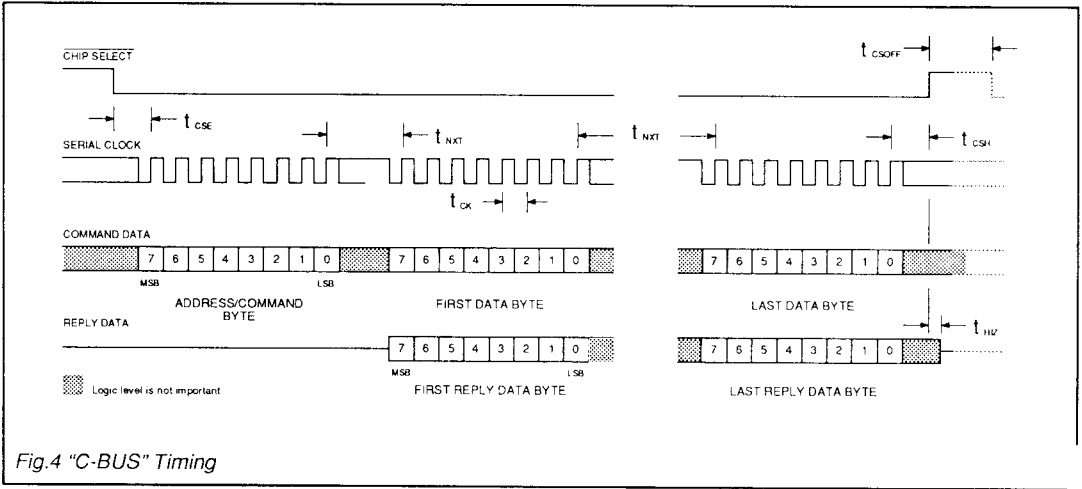 CHIP SELECT
t CSOFF
t CSE
t NXT
t NXT
t CSH
SERIAL CLOCK
t CK
COMMAND DATA
7 6 5 4 3 2 1 0
7 6 5 4 3 2 1 0
7 6 5 4 3 2 1 0
MSB
LSB
ADDRESS/COMMAND
BYTE
FIRST DATA BYTE
LAST DATA BYTE
REPLY DATA
t HIZ
7 6 5 4 3 2 1 0
7 6 5 4 3 2 1 0
MSB
LSB
Logic level is not important
FIRST REPLY DATA BYTE
LAST REPLY DATA BYTE
Fig.4 "C-BUS" Timing